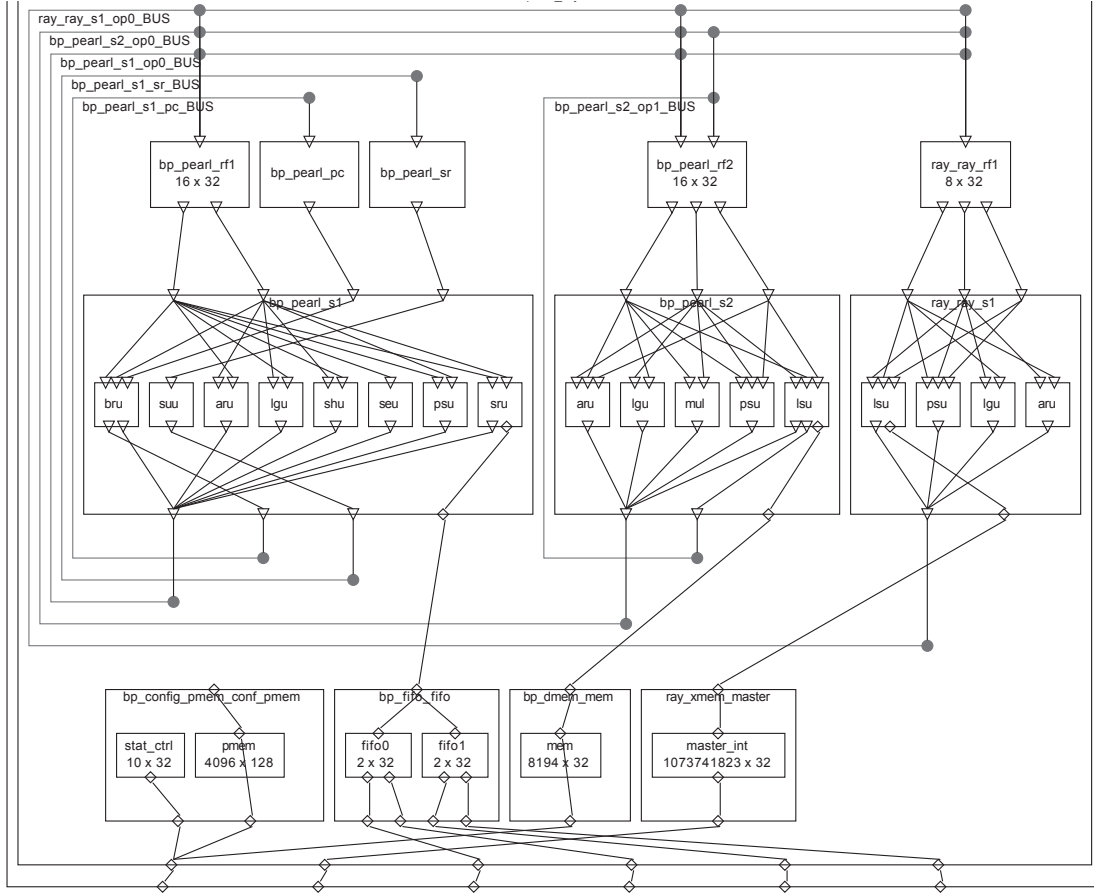 ray_ray_s1_op0_BUS
bp_pearl_s2_op0_BUS
bp_pearl_s1_op0_BUS
bp_pearl_s1_sr_BUS
bp_pearl_s1_pc_BUS
bp_pearl_s2_op1_BUS
bp_pearl_rf1
16 x 32
bp_pearl_pc
bp_pearl_sr
bp_pearl_rf2
16 x 32
ray_ray_rf1
8 x 32
bp_pearl_s1
bp_pearl_s2
ray_ray_s1
bru
suu
aru
lgu
shu
seu
psu
sru
aru
lgu
mul
psu
lsu
lsu
psu
lgu
aru
bp_config_pmem_conf_pmem
bp_fifo_fifo
bp_dmem_mem
ray_xmem_master
stat_ctrl
10 x 32
pmem
4096 x 128
fifo0
2 x 32
fifo1
2 x 32
mem
8194 x 32
master_int
1073741823 x 32